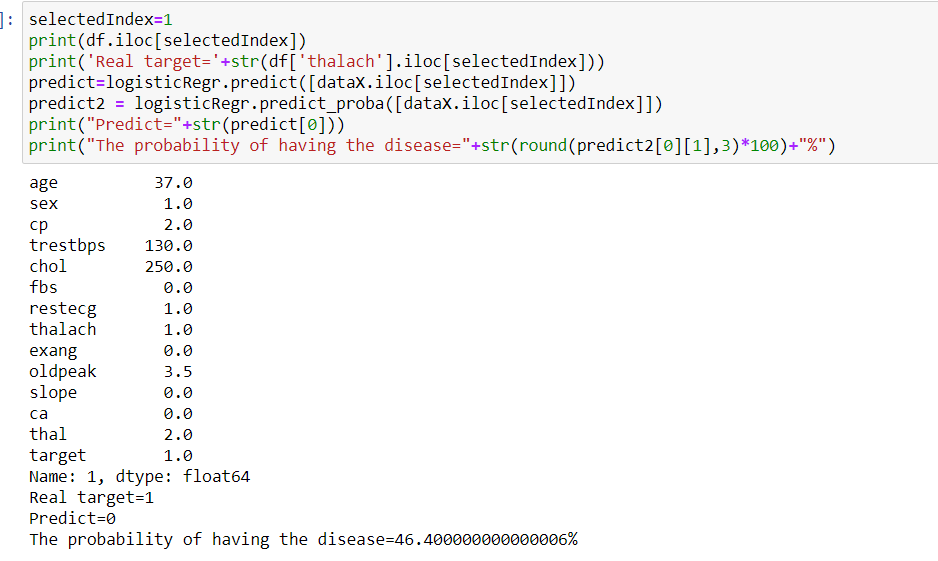 ]: selectedIndex=1
print(df.iloc[selectedIndex])
print('Real target='+str(df['thalach'].iloc[selectedIndex]))
predict=logisticRegr.predict([dataX.iloc[selectedIndex]])
predict2 = logisticRegr.predict_proba([dataX.iloc[selectedIndex]])
print("Predict="+str(predict[0]))
print("The probability of having the disease="+str(round(predict2[0][1],3)*100)+"%")
age 37.0
sex 1.0
cp 2.0
trestbps 130.0
chol 250.0
fbs 0.0
restecg 1.0
thalach 1.0
exang 0.0
oldpeak 3.5
slope 0.0
ca 0.0
thal 2.0
target 1.0
Name: 1, dtype: float64
Real target=1
Predict=0
The probability of having the disease=46.400000000000006%